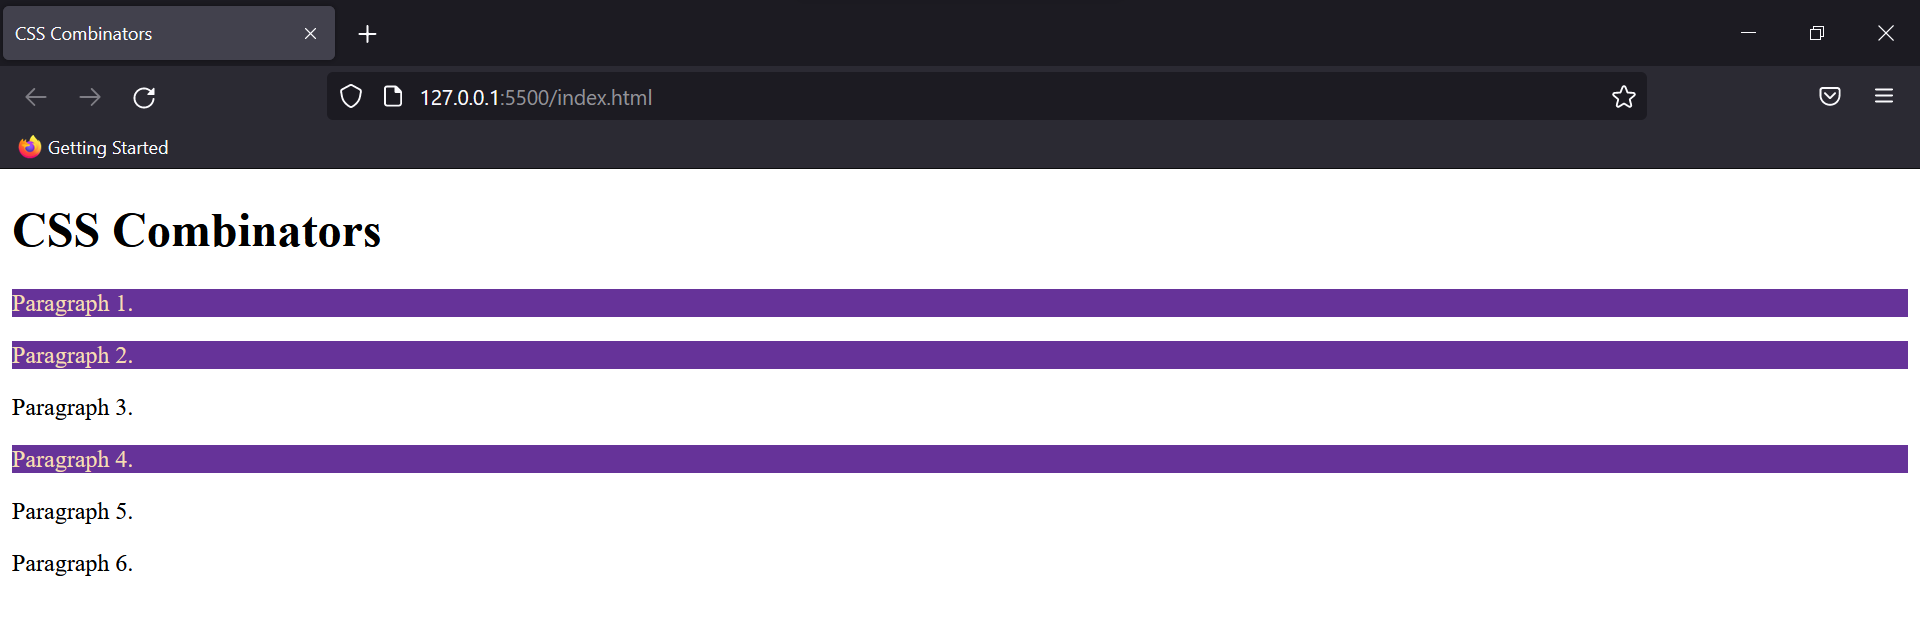 CSS Combinators
127.0.0.1:5500/index.html
Getting Started
CSS Combinators
Paragraph 1.
Paragraph 2.
Paragraph 3.
Paragraph 4.
Paragraph 5.
Paragraph 6.